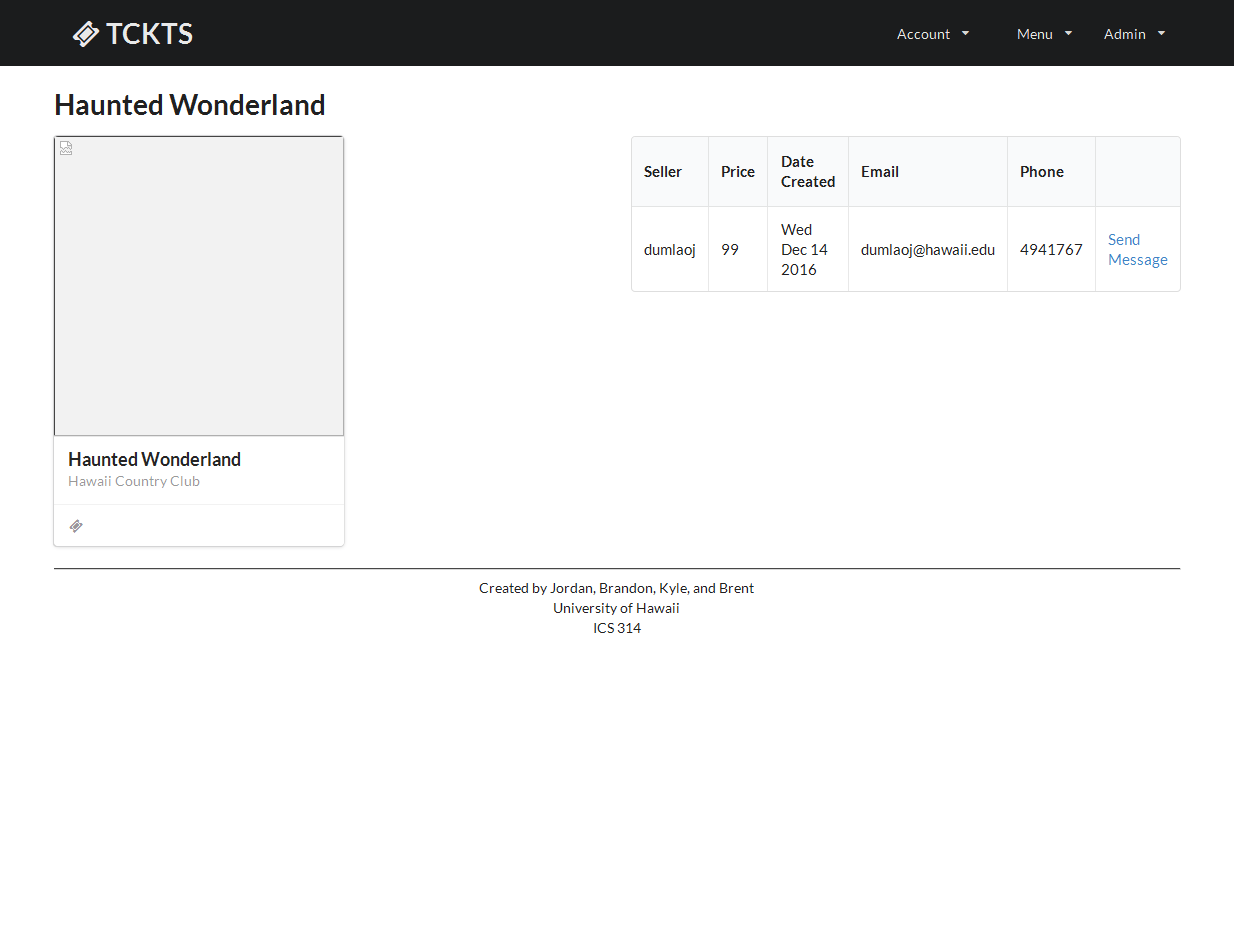 TCKTS
Account
Menu
Admin
Haunted Wonderland
Seller
Price
Date
Created
Email
Phone
dumlaoj
99
Wed
Dec 14
2016
dumlaoj@hawaii.edu
4941767
Send
Message
Haunted Wonderland
Hawaii Country Club
Created by Jordan, Brandon, Kyle, and Brent
University of Hawaii
ICS 314